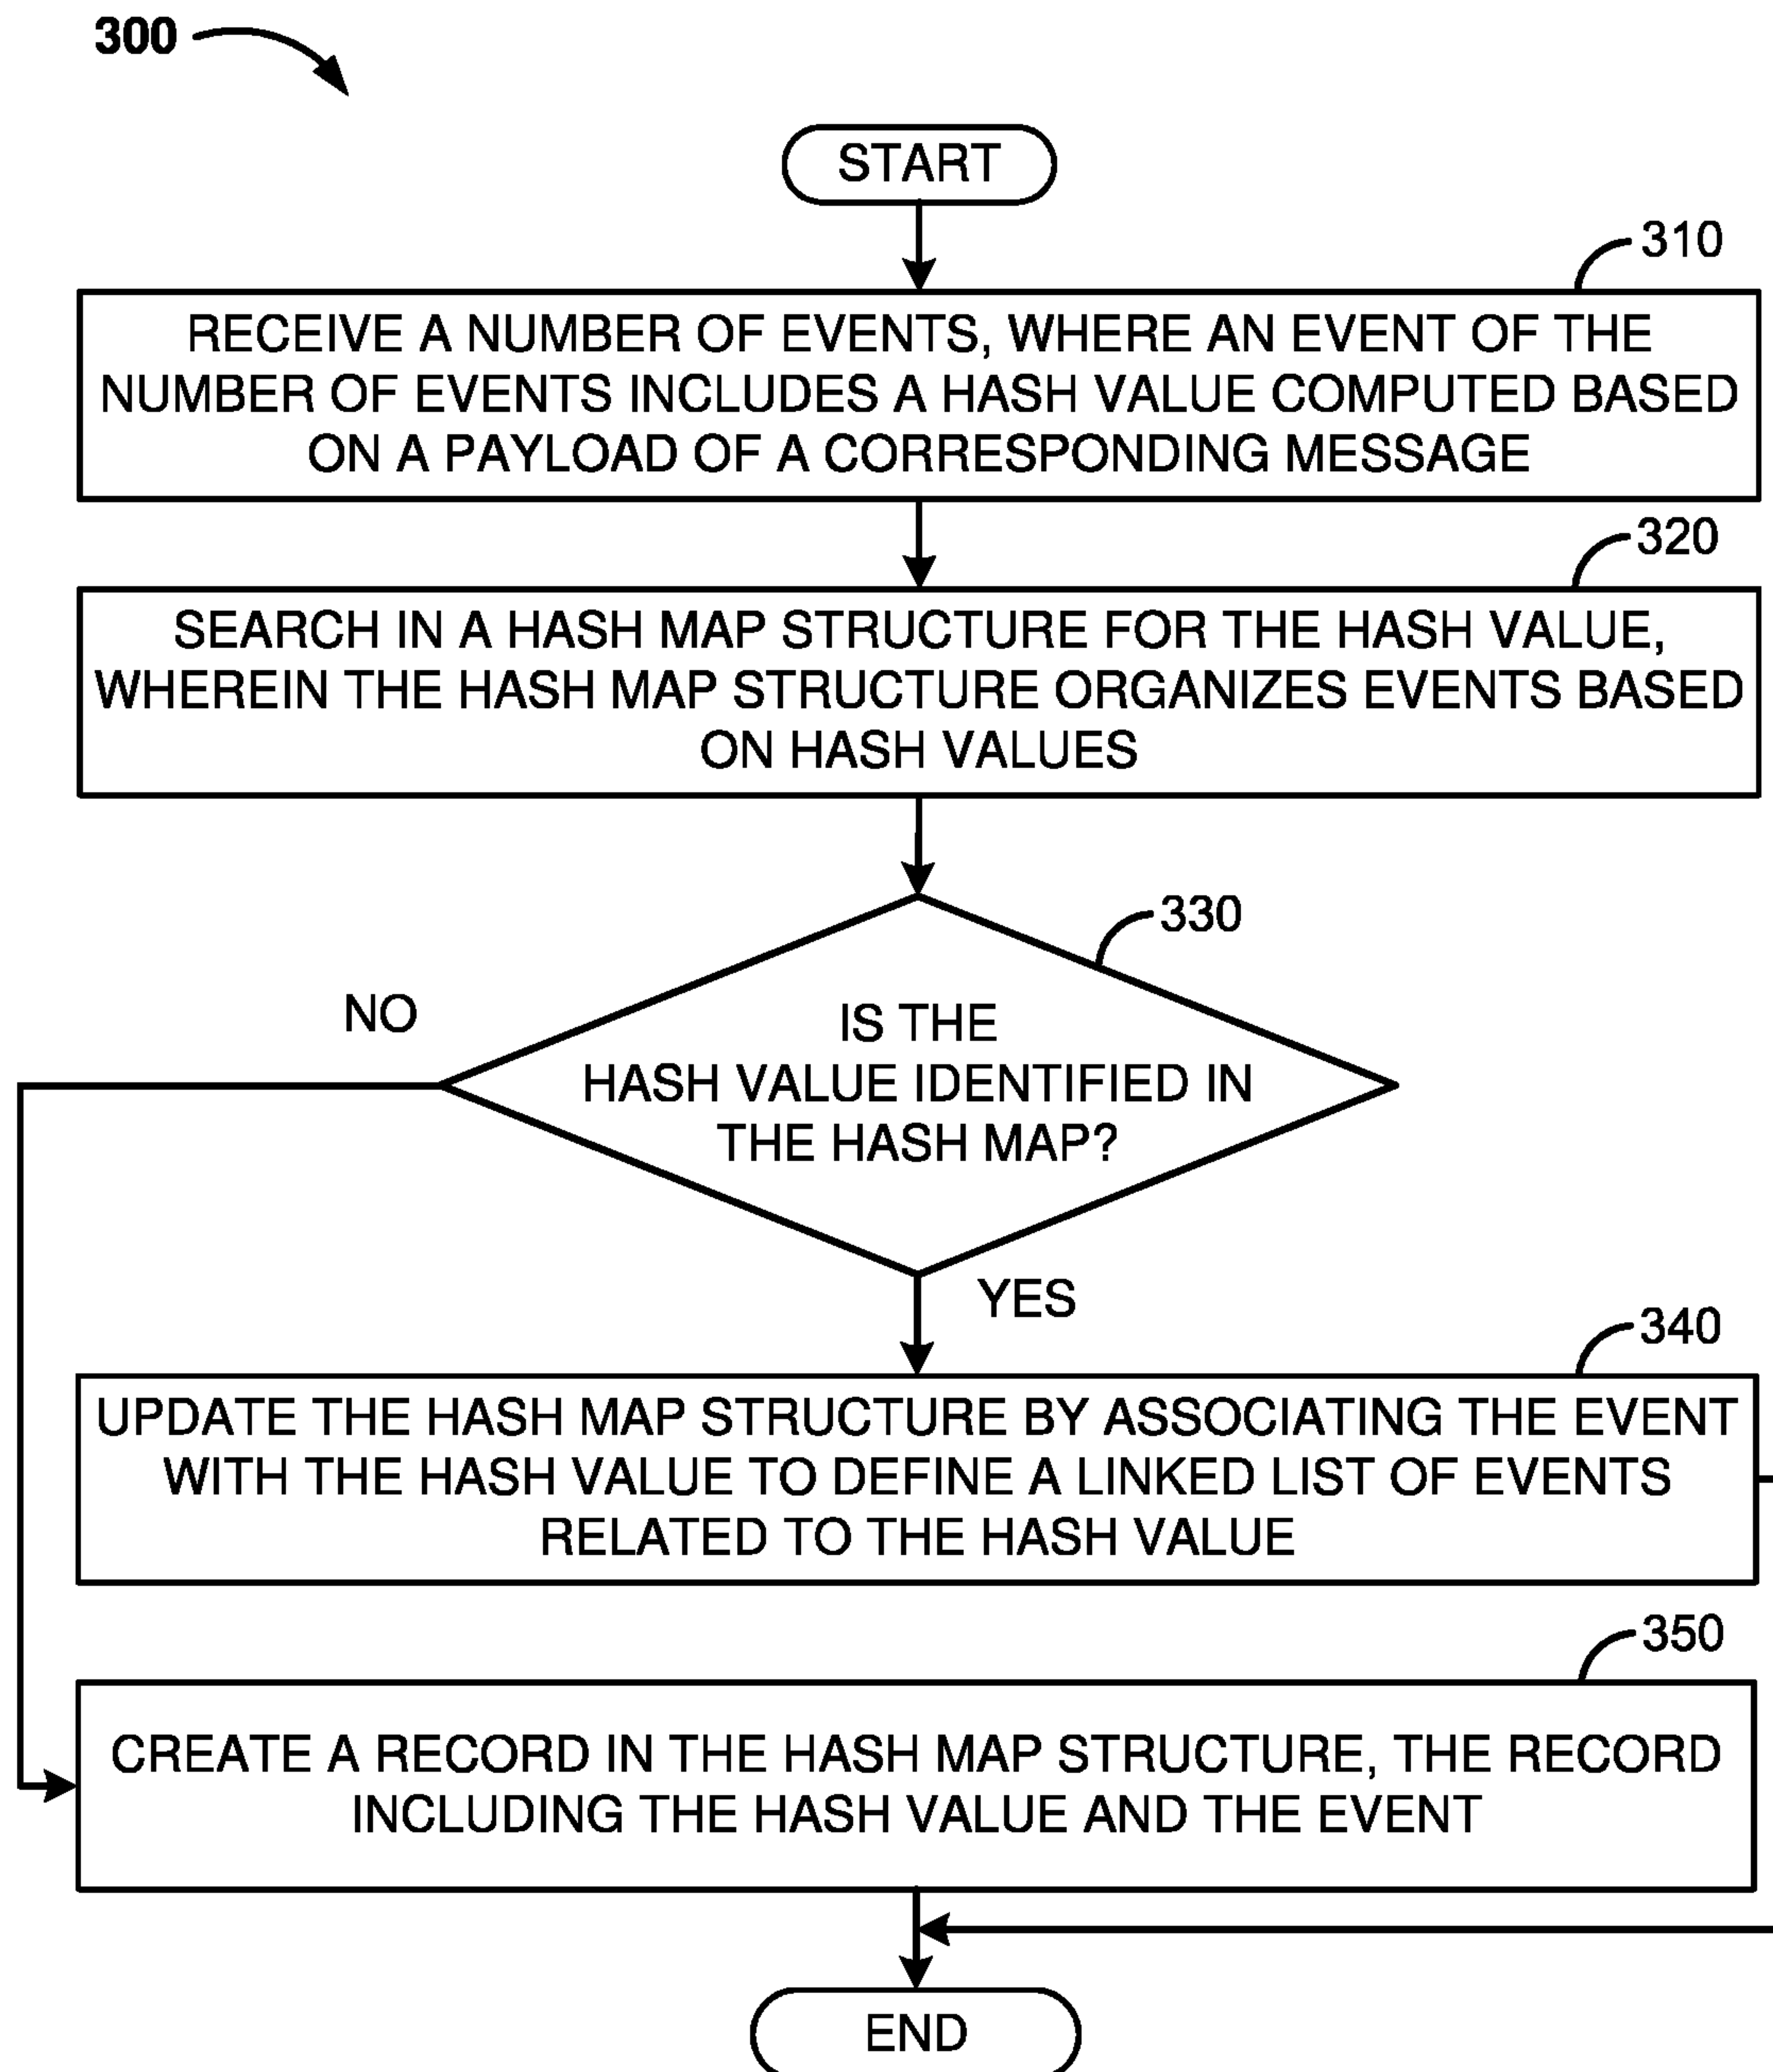 300
START
310
RECEIVE A NUMBER OF EVENTS, WHERE AN EVENT OF THE
NUMBER OF EVENTS INCLUDES A HASH VALUE COMPUTED BASED
ON A PAYLOAD OF A CORRESPONDING MESSAGE
320
SEARCH IN A HASH MAP STRUCTURE FOR THE HASH VALUE,
WHEREIN THE HASH MAP STRUCTURE ORGANIZES EVENTS BASED
ON HASH VALUES
330
NO
IS THE
HASH VALUE IDENTIFIED IN
THE HASH MAP?
YES
340
UPDATE THE HASH MAP STRUCTURE BY ASSOCIATING THE EVENT
WITH THE HASH VALUE TO DEFINE A LINKED LIST OF EVENTS
RELATED TO THE HASH VALUE
350
CREATE A RECORD IN THE HASH MAP STRUCTURE, THE RECORD
INCLUDING THE HASH VALUE AND THE EVENT
END